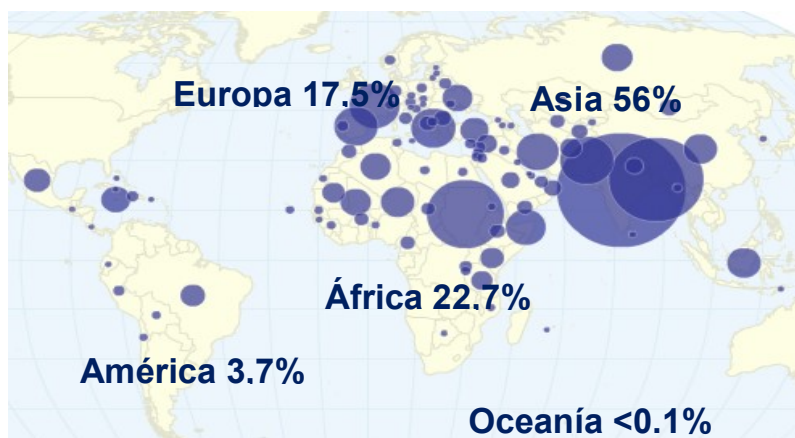 Europa 17,5%
Asia 56%
África 22,7%
América 3,7%
Oceanía <0,1%